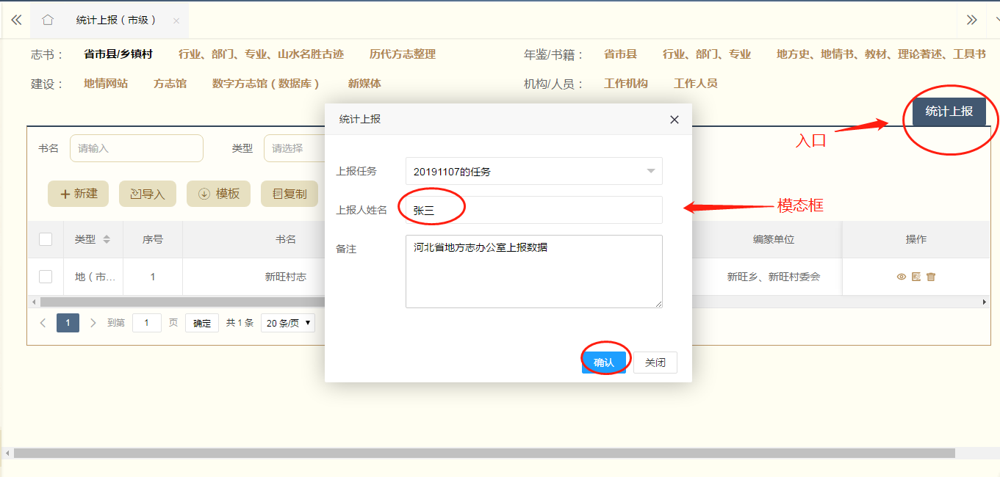 统计上报（市级）
志书： 省市县/乡镇村 行业、部门、专业、山水名胜古迹 历代方志整理 年鉴/书籍： 省市县 行业、部门、专业 地方史、地情书、教材、理论著述、工具书
建设： 地情网站 方志馆 数字方志馆（数据库） 新媒体 机构/人员： 工作机构 工作人员
统计上报
入口
书名 请输入 类型 请选择
新建 导入 模板 复制
类型 序号 书名 编纂单位 操作
地（市... 1 新旺村志 新旺乡、新旺村委会
1 到第 1 页 确定 共 1 条 20 条/页
统计上报
上报任务 20191107的任务
上报人姓名 张三
模态框
备注 河北省地方志办公室上报数据
确认 关闭